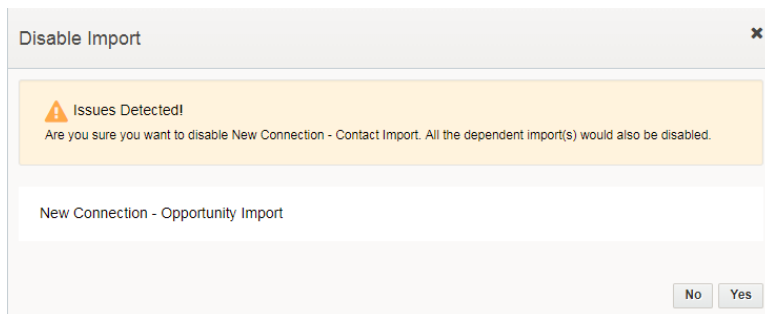 Disable Import
Issues Detected!
Are you sure you want to disable New Connection - Contact Import. All the dependent import(s) would also be disabled.
New Connection - Opportunity Import
No Yes